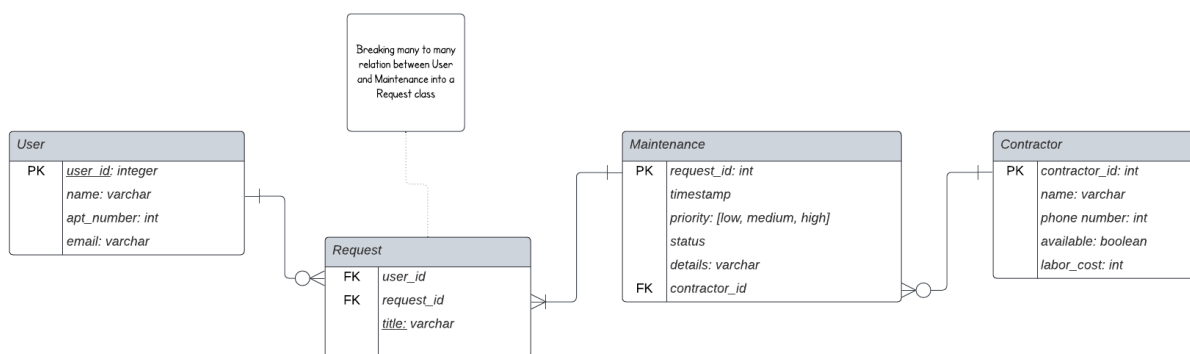 Breaking many to many
relation between User
and Maintenance into a
Request class
User
PK user_id: integer
name: varchar
apt_number: int
email: varchar
Request
FK user_id
FK request_id
title: varchar
Maintenance
PK request_id: int
timestamp
priority: [low, medium, high]
status
details: varchar
FK contractor_id
Contractor
PK contractor_id: int
name: varchar
phone number: int
available: boolean
labor_cost: int